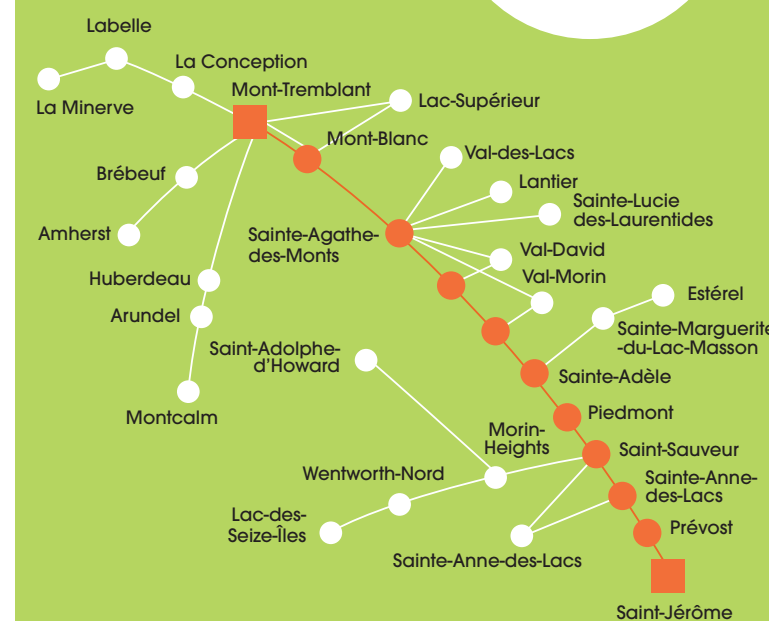 Labelle
La Conception
Mont-Tremblant
La Minerve
Lac-Supérieur
Mont-Blanc
Val-des-Lacs
Brébeuf
Lantier
Sainte-Lucie
des-Laurentides
Amherst
Sainte-Agathe-
des-Monts
Val-David
Val-Morin
Huberdeau
Estérel
Arundel
Sainte-Marguerite
-du-Lac-Masson
Saint-Adolphe-
d'Howard
Sainte-Adèle
Montcalm
Piedmont
Morin-
Heights
Saint-Sauveur
Wentworth-Nord
Sainte-Anne-
des-Lacs
Lac-des-
Seize-Îles
Prévost
Sainte-Anne-des-Lacs
Saint-Jérôme